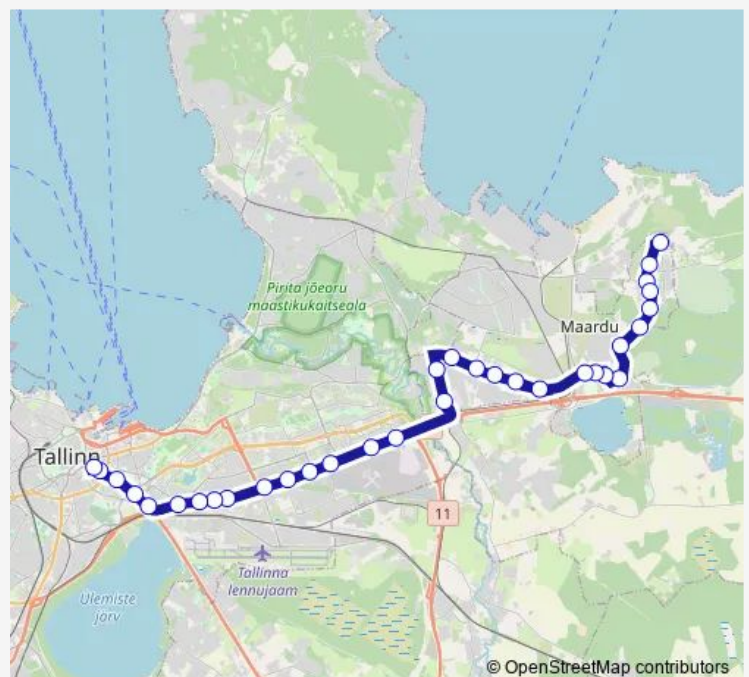 Pirita jõeoru
maastikukaitseala
Maardu
Tallinn
11
Tallinna
lennujaam
Ülemiste
järv
© OpenStreetMap contributors